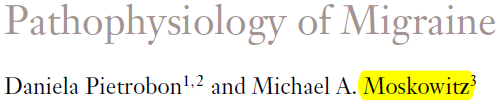 Pathophysiology of Migraine
Daniela Pietrobon¹,² and Michael A. Moskowitz³